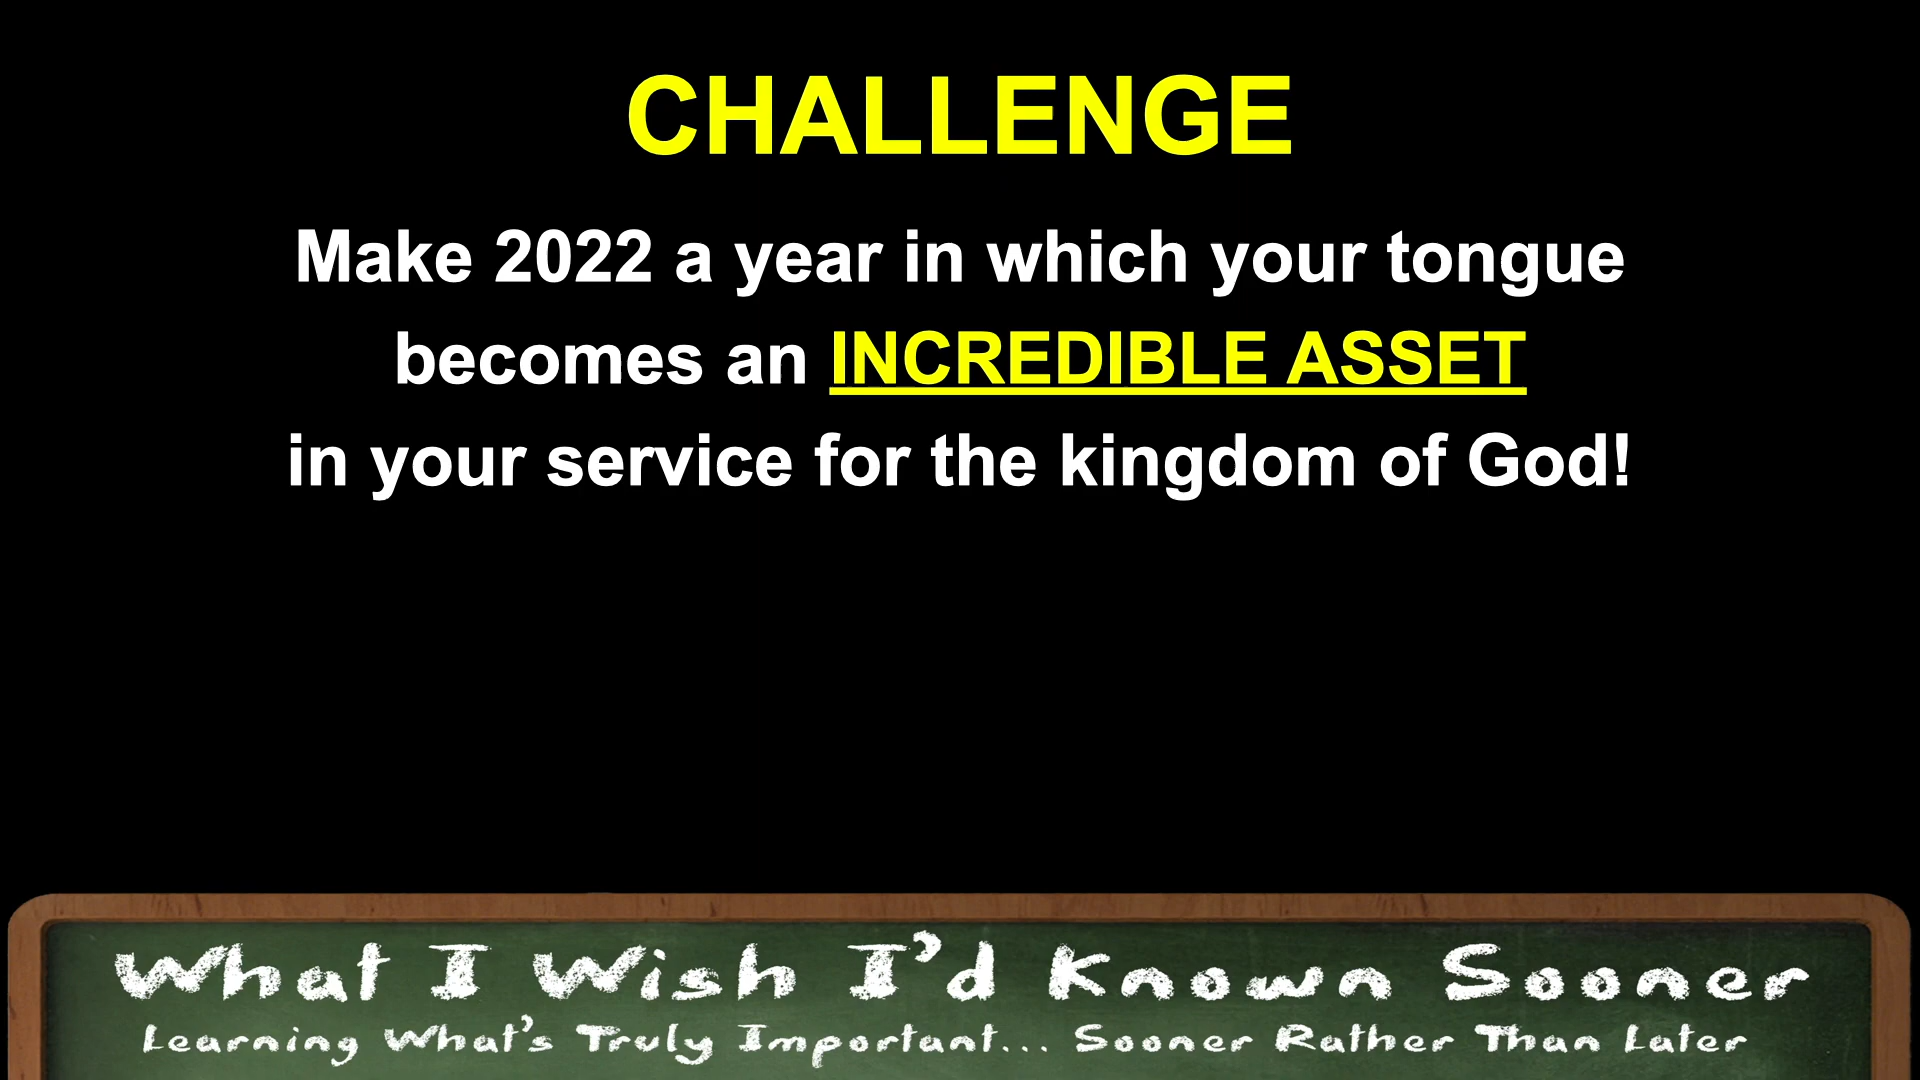 CHALLENGE
Make 2022 a year in which your tongue
becomes an INCREDIBLE ASSET
in your service for the kingdom of God!
What I Wish I'd Known Sooner
Learning What's Truly Important... Sooner Rather Than Later